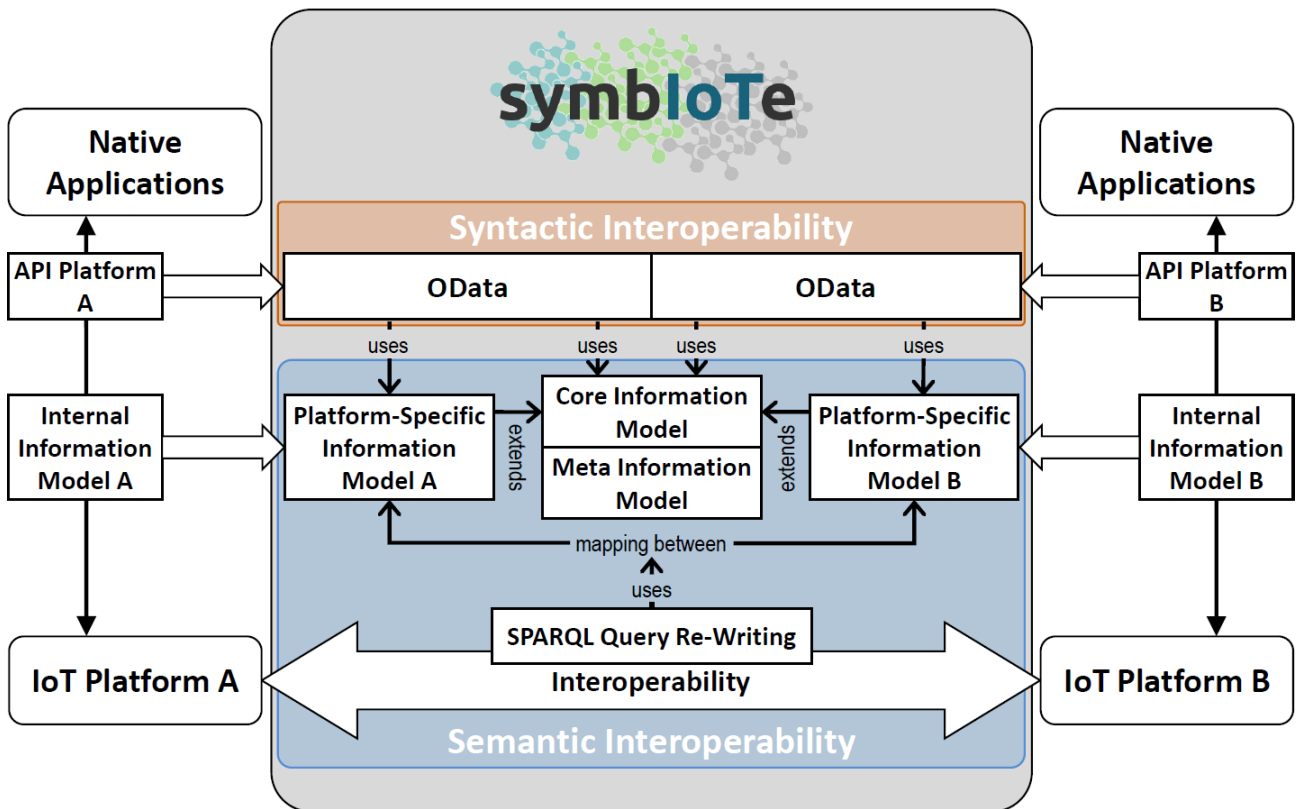 symbIoTe
Native
Applications
Native
Applications
Syntactic Interoperability
API Platform
A
OData
OData
API Platform
B
uses
uses
uses
uses
Internal
Information
Model A
Platform-Specific
Information
Model A
extends
Core Information
Model
Meta Information
Model
extends
Platform-Specific
Information
Model B
Internal
Information
Model B
mapping between
uses
SPARQL Query Re-Writing
IoT Platform A
Interoperability
IoT Platform B
Semantic Interoperability